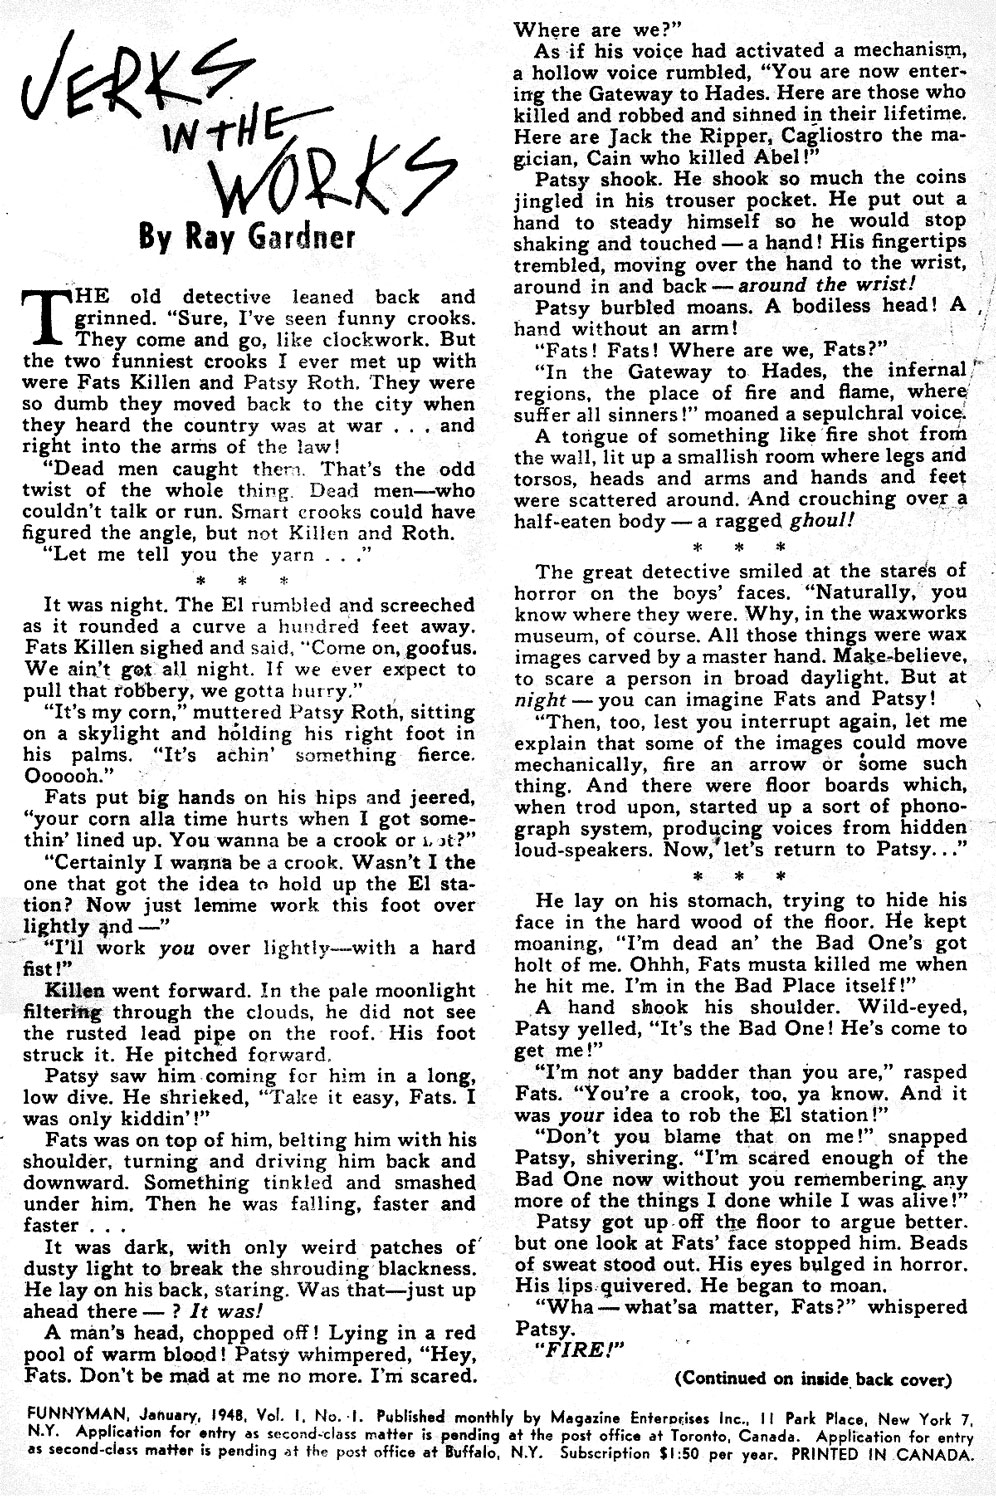 JERKS
IN THE
WORKS
By Ray Gardner
THE old detective leaned back and
grinned. “Sure, I've seen funny crooks.
They come and go, like clockwork. But
the two funniest crooks I ever met up with
were Fats Killen and Patsy Roth. They were
so dumb they moved back to the city when
they heard the country was at war . . . and
right into the arms of the law!
“Dead men caught them. That's the odd
twist of the whole thing. Dead men—who
couldn't talk or run. Smart crooks could have
figured the angle, but not Killen and Roth.
“Let me tell you the yarn . . .”
* * *
It was night. The El rumbled and screeched
as it rounded a curve a hundred feet away.
Fats Killen sighed and said, “Come on, goofus.
We ain't got all night. If we ever expect to
pull that robbery, we gotta hurry.”
“It's my corn,” muttered Patsy Roth, sitting
on a skylight and holding his right foot in
his palms. “It's achin' something fierce.
Oooooh.”
Fats put big hands on his hips and jeered,
“your corn alla time hurts when I got some-
thin' lined up. You wanna be a crook or not?”
“Certainly I wanna be a crook. Wasn't I the
one that got the idea to hold up the El sta-
tion? Now just lemme work this foot over
lightly and —”
“I'll work you over lightly—with a hard
fist!”
Killen went forward. In the pale moonlight
filtering through the clouds, he did not see
the rusted lead pipe on the roof. His foot
struck it. He pitched forward.
Patsy saw him coming for him in a long,
low dive. He shrieked, “Take it easy, Fats. I
was only kiddin'!”
Fats was on top of him, belting him with his
shoulder, turning and driving him back and
downward. Something tinkled and smashed
under him. Then he was falling, faster and
faster . . .
It was dark, with only weird patches of
dusty light to break the shrouding blackness.
He lay on his back, staring. Was that—just up
ahead there — ? It was!
A man's head, chopped off! Lying in a red
pool of warm blood! Patsy whimpered, “Hey,
Fats. Don't be mad at me no more. I'm scared.
Where are we?”
As if his voice had activated a mechanism,
a hollow voice rumbled, “You are now enter-
ing the Gateway to Hades. Here are those who
killed and robbed and sinned in their lifetime.
Here are Jack the Ripper, Cagliostro the ma-
gician, Cain who killed Abel!”
Patsy shook. He shook so much the coins
jingled in his trouser pocket. He put out a
hand to steady himself so he would stop
shaking and touched — a hand! His fingertips
trembled, moving over the hand to the wrist,
around in and back — around the wrist!
Patsy burbled moans. A bodiless head! A
hand without an arm!
“Fats! Fats! Where are we, Fats?”
“In the Gateway to Hades, the infernal
regions, the place of fire and flame, where
suffer all sinners!” moaned a sepulchral voice.
A tongue of something like fire shot from
the wall, lit up a smallish room where legs and
torsos, heads and arms and hands and feet
were scattered around. And crouching over a
half-eaten body — a ragged ghoul!
* * *
The great detective smiled at the stares of
horror on the boys' faces. “Naturally, you
know where they were. Why, in the waxworks
museum, of course. All those things were wax
images carved by a master hand. Make-believe,
to scare a person in broad daylight. But at
night — you can imagine Fats and Patsy!
“Then, too, lest you interrupt again, let me
explain that some of the images could move
mechanically, fire an arrow or some such
thing. And there were floor boards which,
when trod upon, started up a sort of phono-
graph system, producing voices from hidden
loud-speakers. Now, let's return to Patsy...”
* * *
He lay on his stomach, trying to hide his
face in the hard wood of the floor. He kept
moaning, “I'm dead an' the Bad One's got
holt of me. Ohhh, Fats musta killed me when
he hit me. I'm in the Bad Place itself!”
A hand shook his shoulder. Wild-eyed,
Patsy yelled, “It's the Bad One! He's come to
get me!”
“I'm not any badder than you are,” rasped
Fats. “You're a crook, too, ya know. And it
was your idea to rob the El station!”
“Don't you blame that on me!” snapped
Patsy, shivering. “I'm scared enough of the
Bad One now without you remembering any
more of the things I done while I was alive!”
Patsy got up off the floor to argue better.
but one look at Fats' face stopped him. Beads
of sweat stood out. His eyes bulged in horror.
His lips quivered. He began to moan.
“Wha — what'sa matter, Fats?” whispered
Patsy.
“FIRE!”
(Continued on inside back cover)
FUNNYMAN, January, 1948, Vol. I, No. 1. Published monthly by Magazine Enterprises Inc., 11 Park Place, New York 7,
N.Y. Application for entry as second-class matter is pending at the post office at Toronto, Canada. Application for entry
as second-class matter is pending at the post office at Buffalo, N.Y. Subscription $1:50 per year. PRINTED IN CANADA.